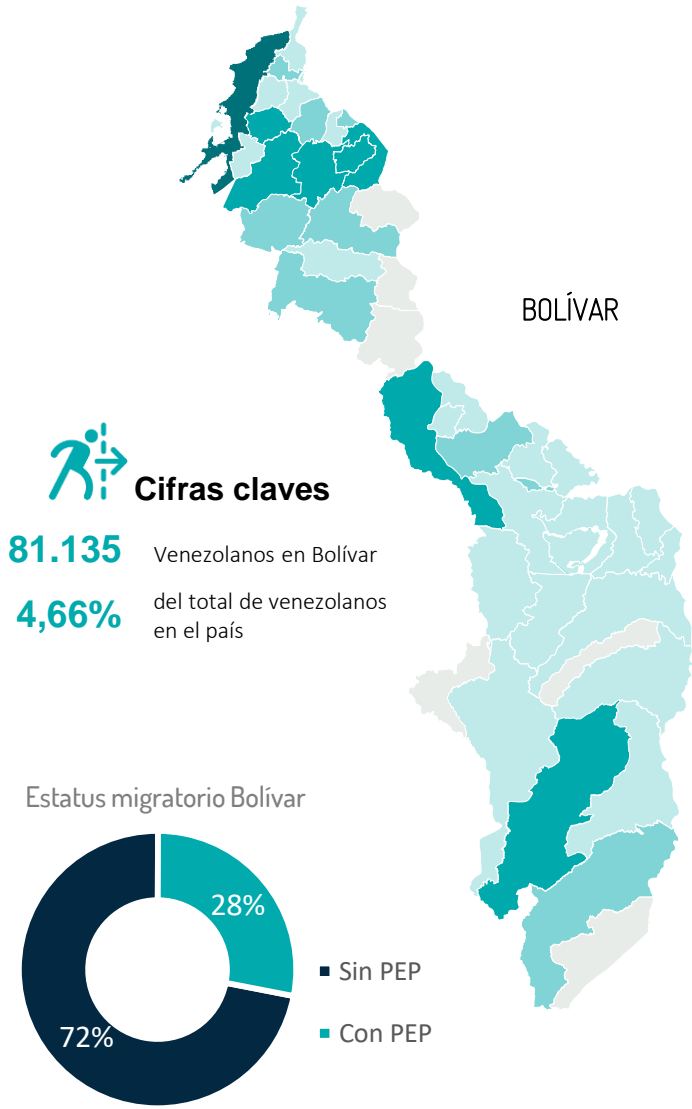 BOLÍVAR
Cifras claves
81.135 Venezolanos en Bolívar
4,66% del total de venezolanos
en el país
Estatus migratorio Bolívar
28%
72%
Sin PEP
Con PEP